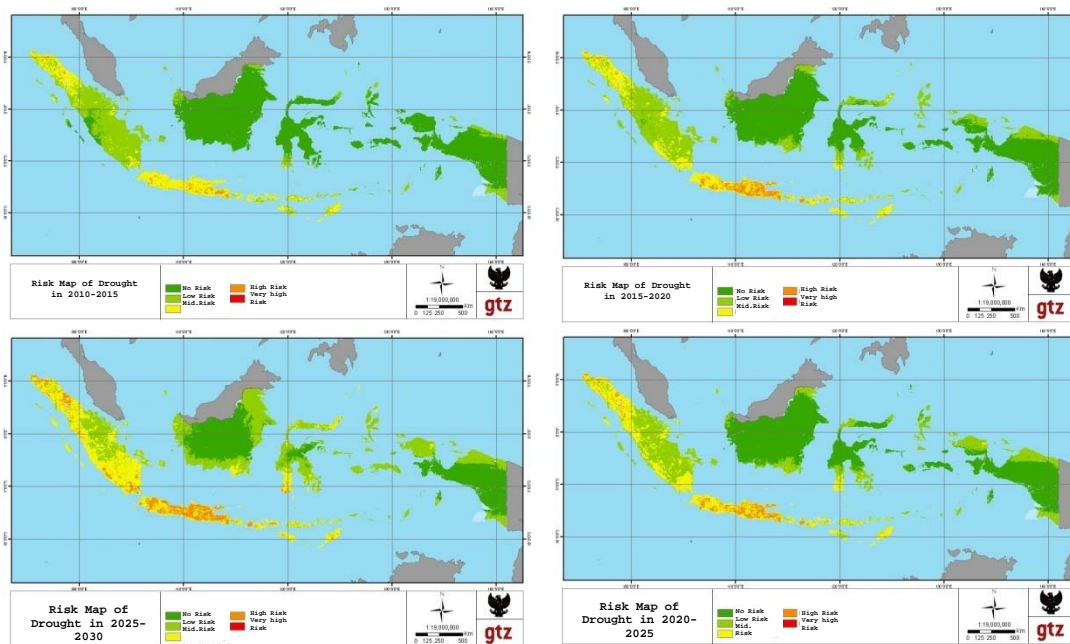 Risk Map of Drought
in 2010-2015
No Risk
Low Risk
Mid.Risk
High Risk
Very high
Risk
1:19,000,000
0 125 250 500 Km
gtz
Risk Map of Drought
in 2015-2020
No Risk
Low Risk
Mid.Risk
High Risk
Very high
Risk
1:19,000,000
0 125 250 500 Km
gtz
Risk Map of
Drought in 2025-
2030
No Risk
Low Risk
Mid.Risk
High Risk
Very high
Risk
1:19,000,000
0 125 250 500 Km
gtz
Risk Map of
Drought in 2020-
2025
No Risk
Low Risk
Mid.
Risk
High Risk
Very high
Risk
1:19,000,000
0 125 250 500 Km
gtz